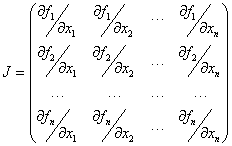 J = ( ∂f₁/∂x₁ ∂f₁/∂x₂ ... ∂f₁/∂xₙ
∂f₂/∂x₁ ∂f₂/∂x₂ ... ∂f₂/∂xₙ
... ... ... ...
∂fₙ/∂x₁ ∂fₙ/∂x₂ ... ∂fₙ/∂xₙ )